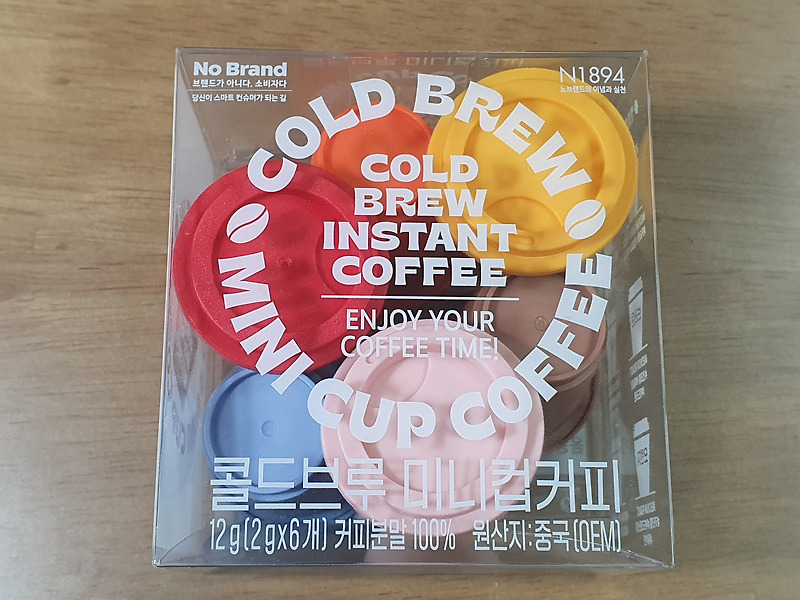 No Brand
브랜드가 아니다, 소비자다
당신이 스마트 컨슈머가 되는 길
N1894
노브랜드의 이념과 실천
COLD BREW
COLD
BREW
INSTANT
COFFEE
ENJOY YOUR
COFFEE TIME!
MINI CUP COFFEE
콜드브루 미니컵커피
12g(2gx6개) 커피분말 100% 원산지:중국(OEM)